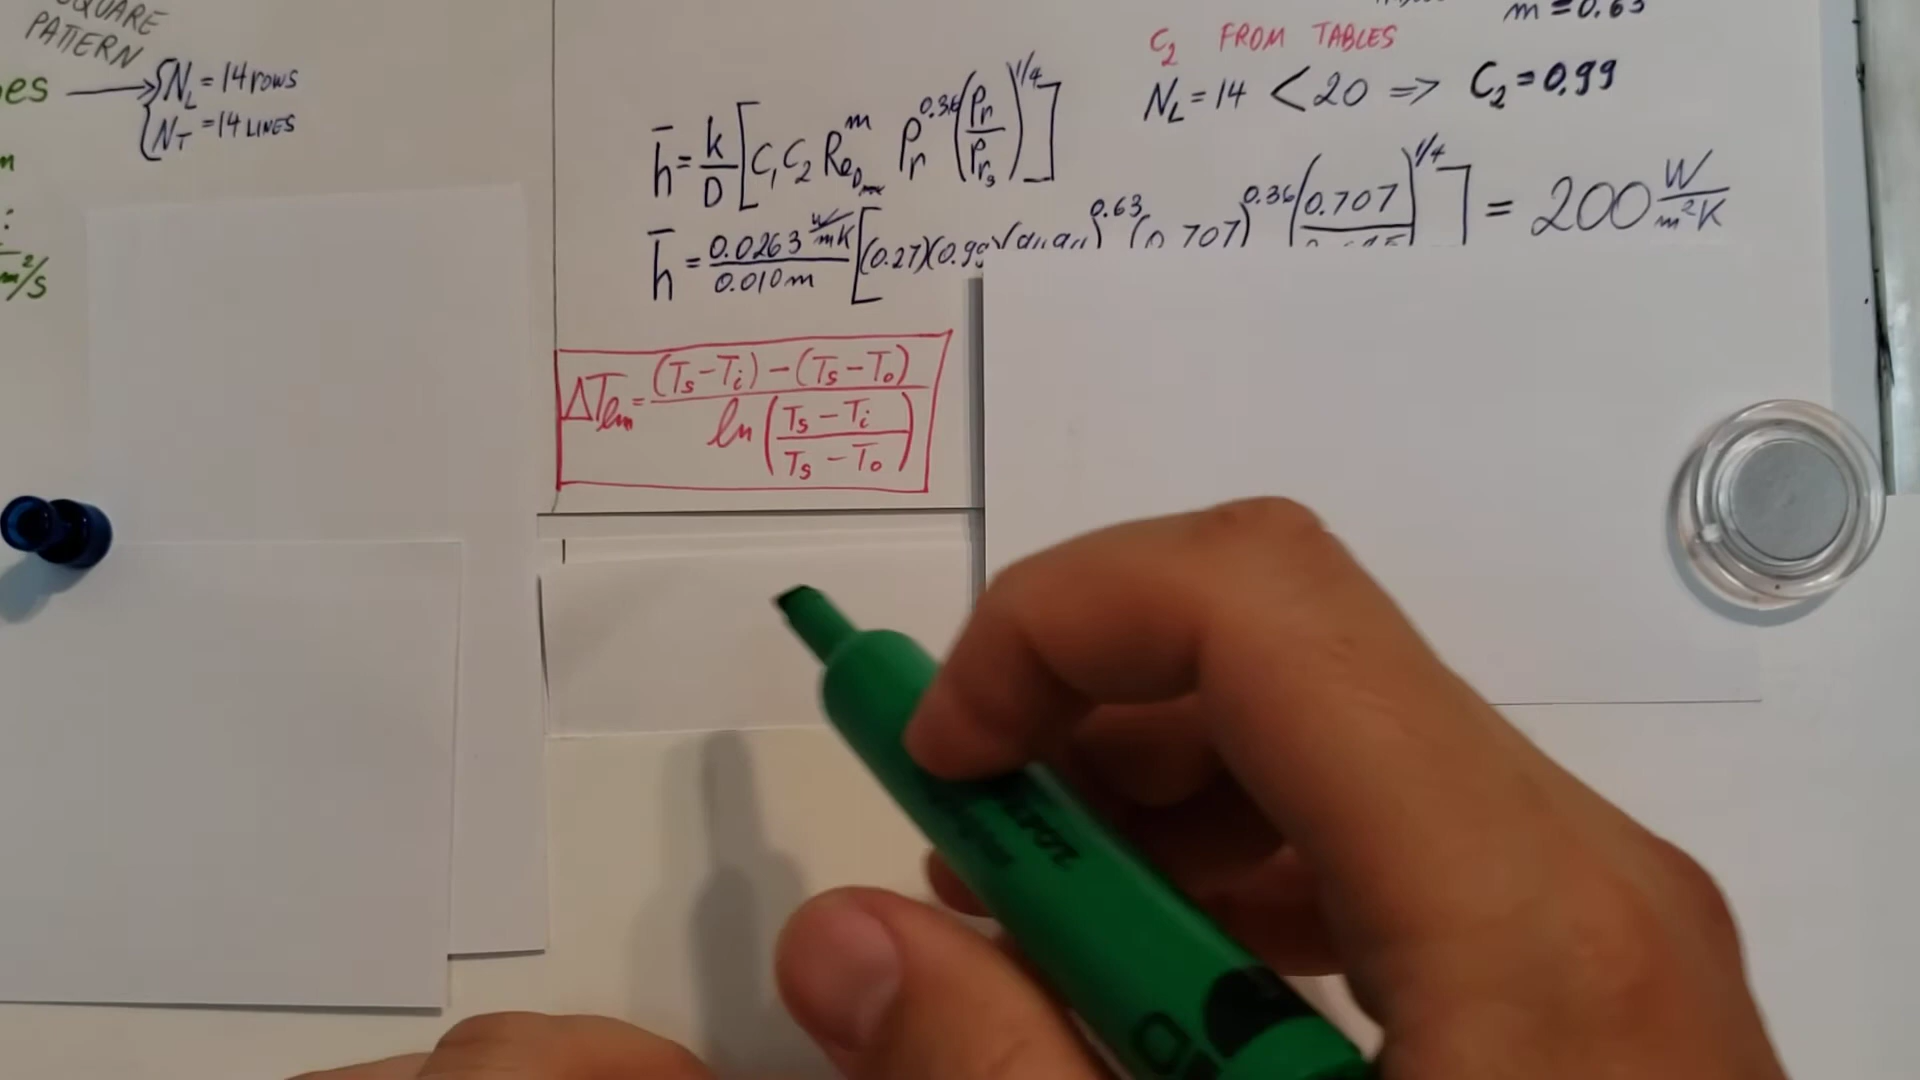 SQUARE
PATTERN
es → { N_L = 14 rows
N_T = 14 LINES
m
:
m²/s
m = 0.63
C₂ FROM TABLES
N_L = 14 < 20 => C₂ = 0.99
h̄ = k/D [C₁ C₂ Re_D^m Pr^0.36 (Pr/Pr_s)^1/4]
h̄ = 0.0263 W/mK / 0.010 m [(0.27)(0.99)( )^0.63 (0.707)^0.36 (0.707/ )^1/4] = 200 W/m²K
ΔT_lm = (T_s - T_i) - (T_s - T_o) / ln((T_s - T_i)/(T_s - T_o))